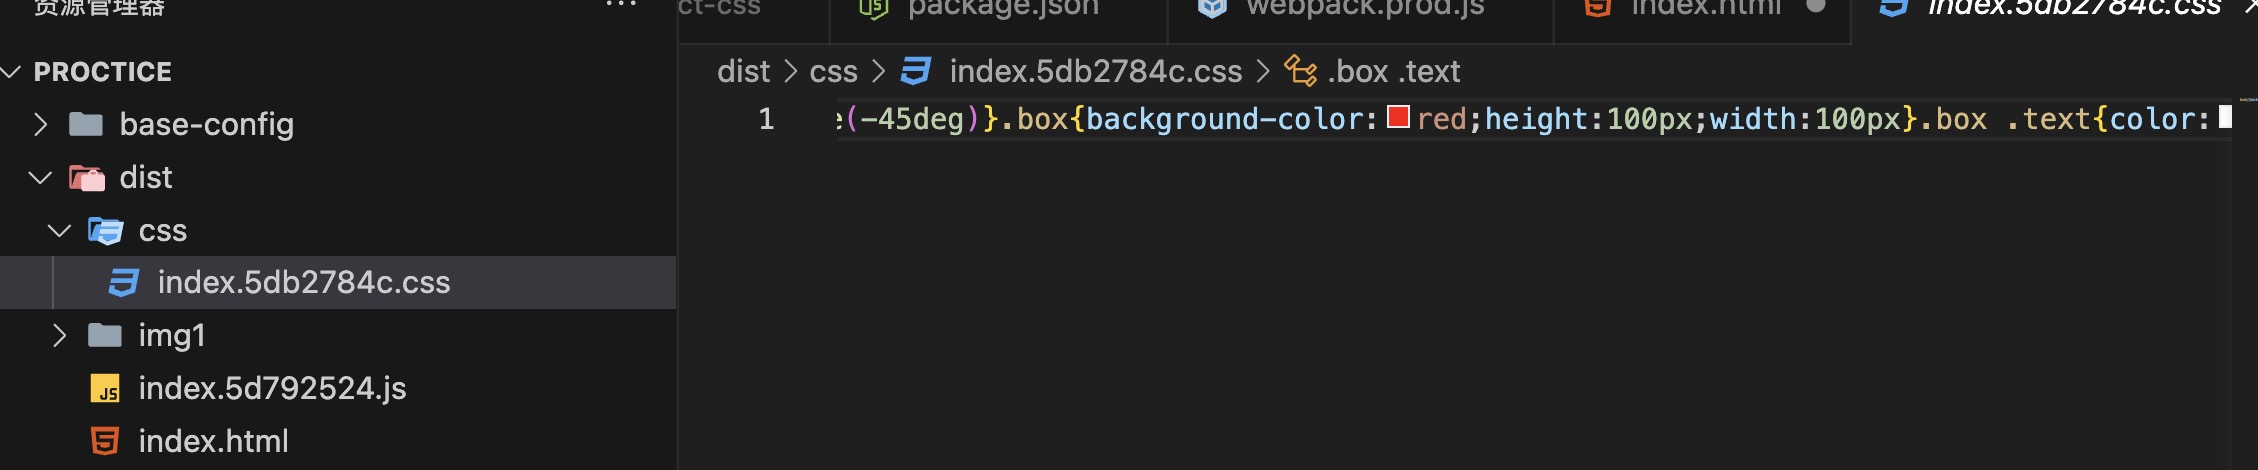 资源管理器 ...
ct-css package.json webpack.prod.js index.html index.5db2784c.css
PROCTICE
base-config
dist
css
index.5db2784c.css
img1
index.5d792524.js
index.html
dist > css > index.5db2784c.css > .box .text
1 e(-45deg)}.box{background-color:red;height:100px;width:100px}.box .text{color: